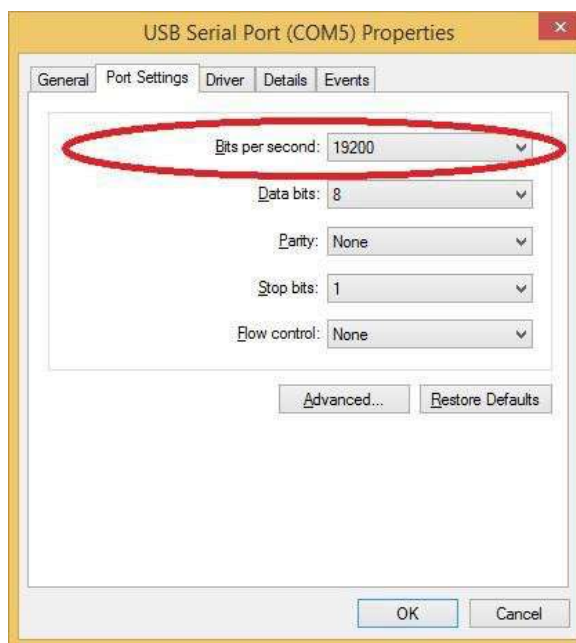 USB Serial Port (COM5) Properties
General Port Settings Driver Details Events
Bits per second: 19200
Data bits: 8
Parity: None
Stop bits: 1
Flow control: None
Advanced... Restore Defaults
OK Cancel